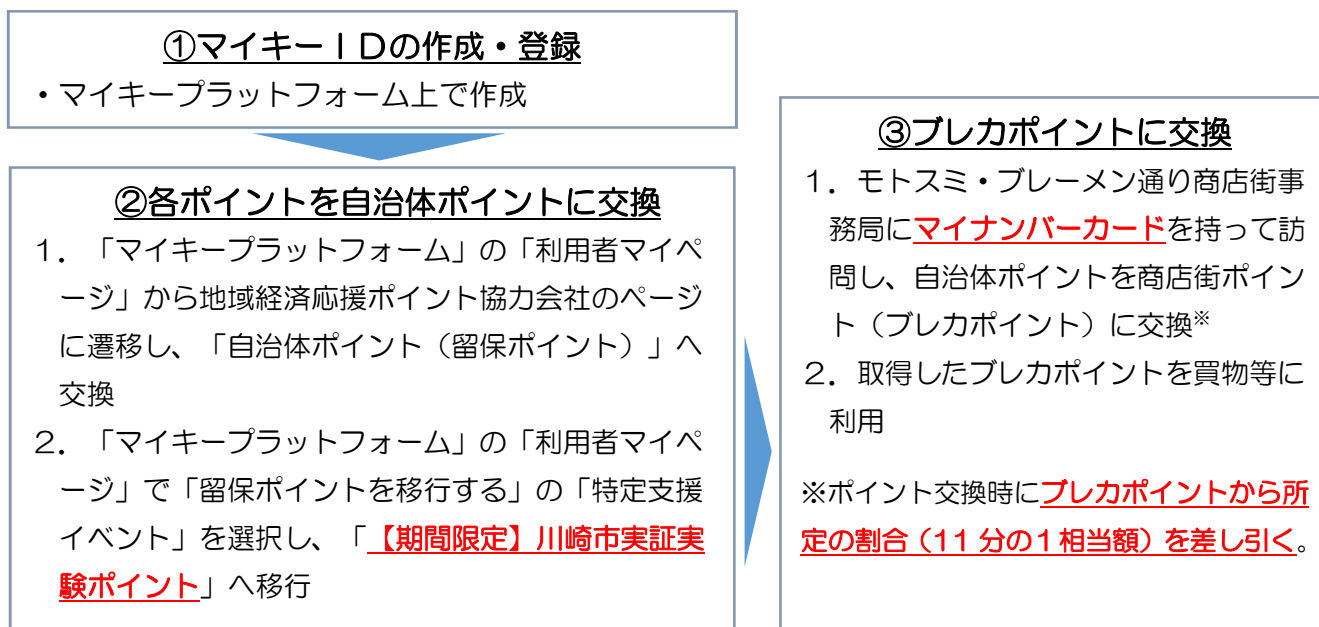 ①マイキーＩＤの作成・登録
・マイキープラットフォーム上で作成
②各ポイントを自治体ポイントに交換
１．「マイキープラットフォーム」の「利用者マイペ
ージ」から地域経済応援ポイント協力会社のページ
に遷移し、「自治体ポイント（留保ポイント）」へ
交換
２．「マイキープラットフォーム」の「利用者マイペ
ージ」で「留保ポイントを移行する」の「特定支援
イベント」を選択し、「【期間限定】川崎市実証実
験ポイント」へ移行
③ブレカポイントに交換
１．モトスミ・ブレーメン通り商店街事
務局にマイナンバーカードを持って訪
問し、自治体ポイントを商店街ポイン
ト（ブレカポイント）に交換※
２．取得したブレカポイントを買物等に
利用
※ポイント交換時にブレカポイントから所
定の割合（11 分の１相当額）を差し引く。